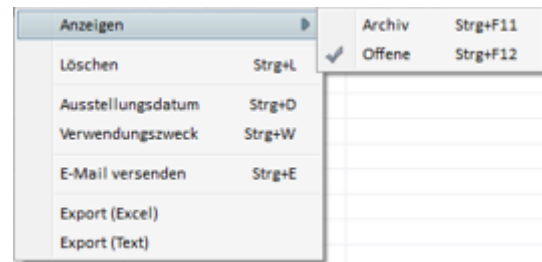 Anzeigen
Löschen Strg+L
Ausstellungsdatum Strg+D
Verwendungszweck Strg+W
E-Mail versenden Strg+E
Export (Excel)
Export (Text)
Archiv Strg+F11
Offene Strg+F12